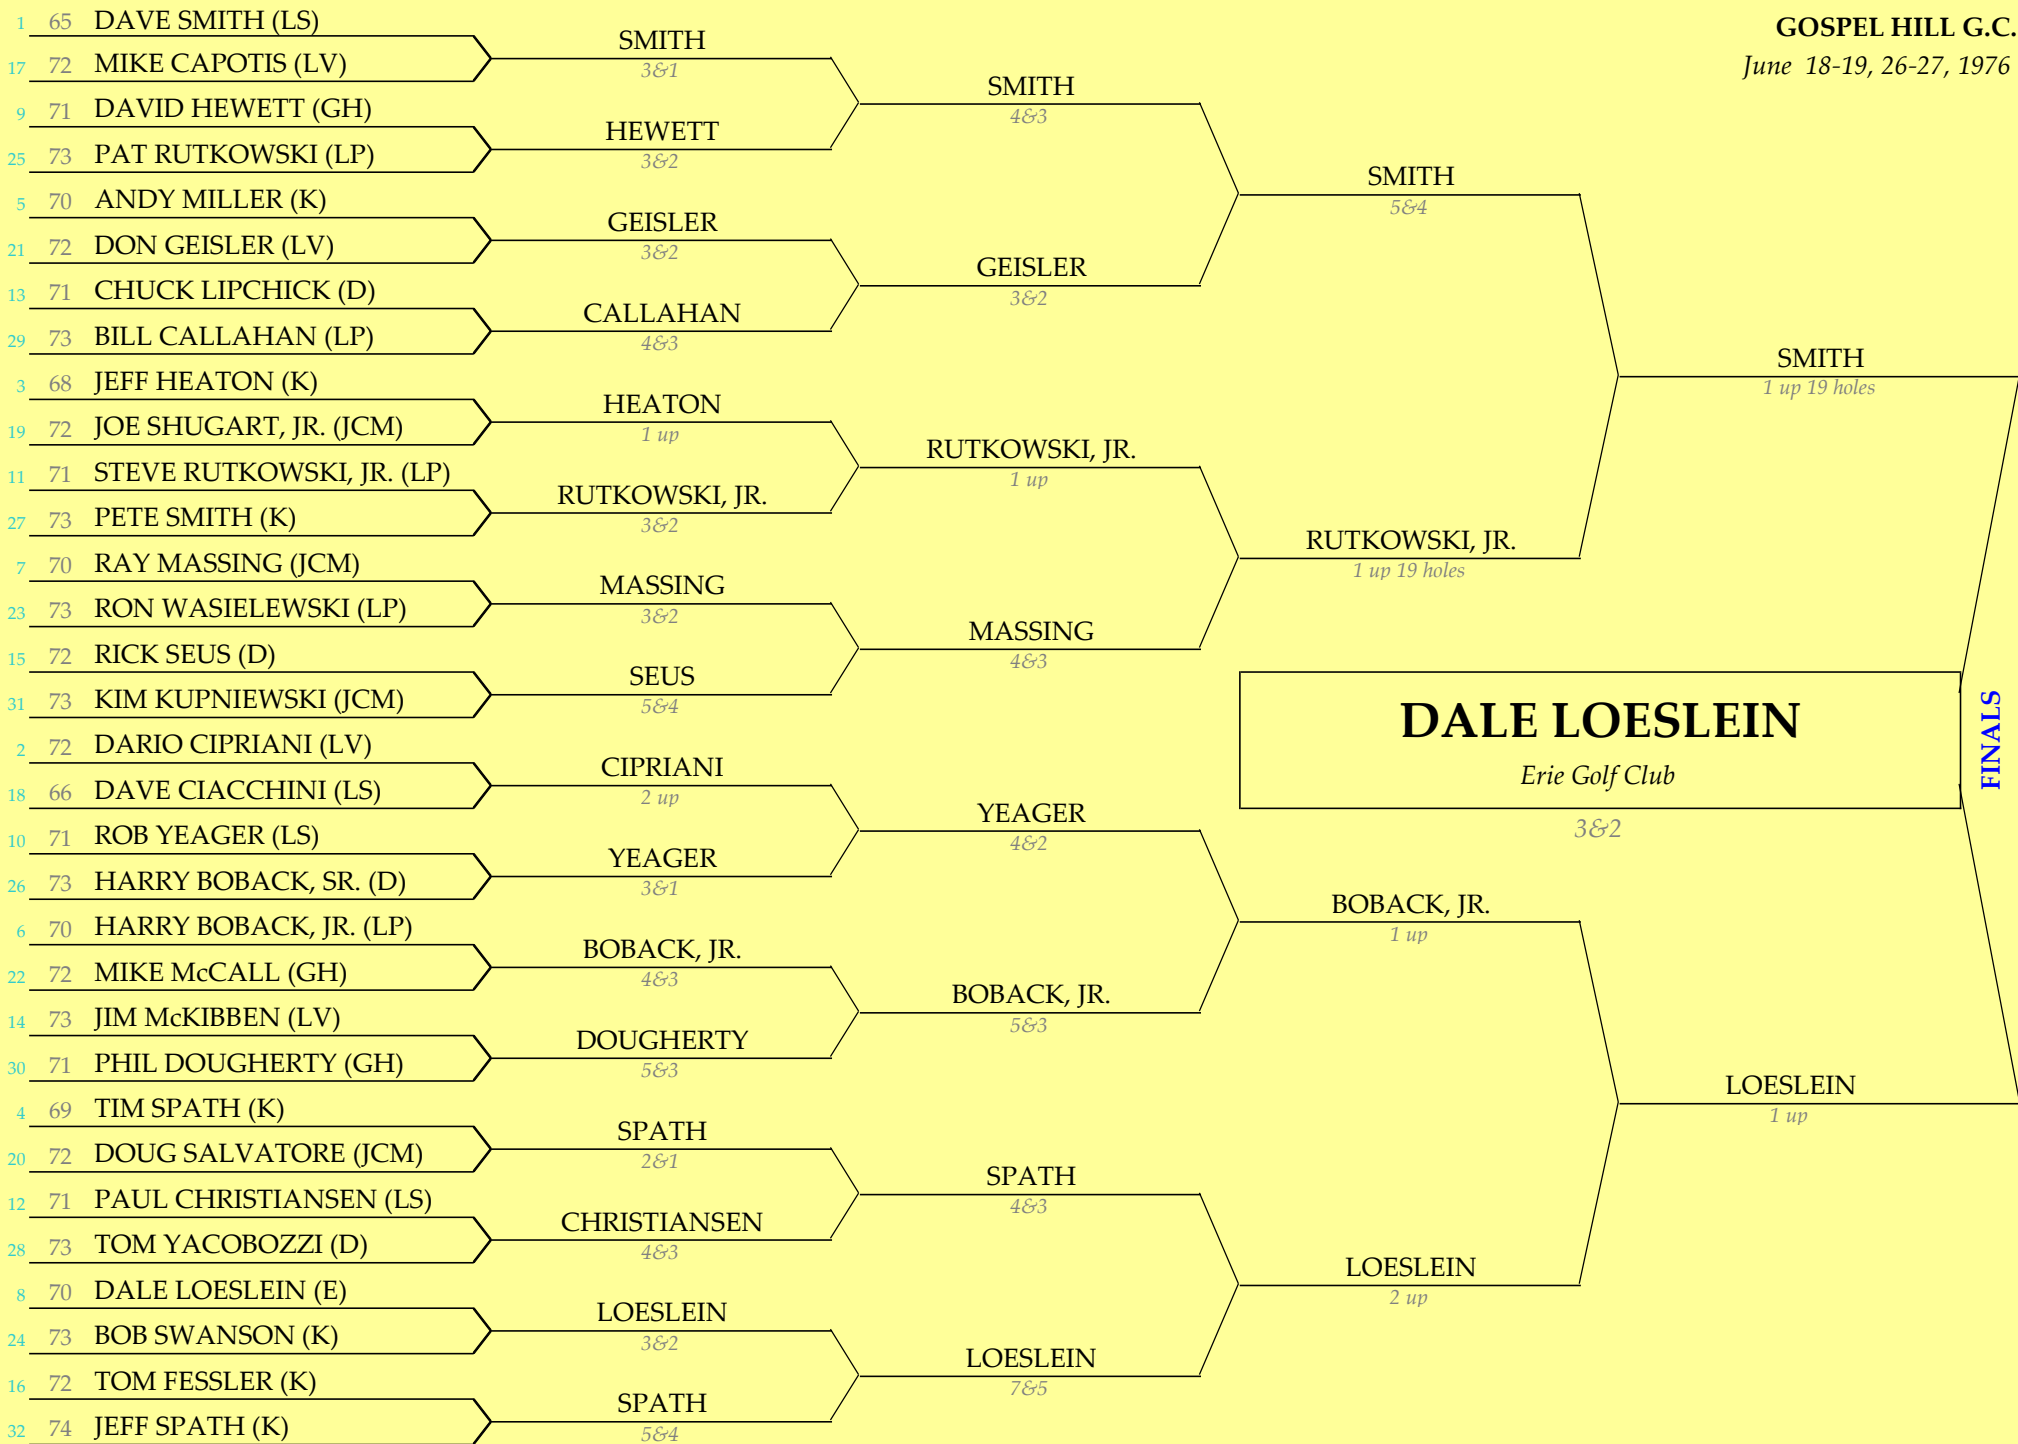 GOSPEL HILL G.C.
June 18-19, 26-27, 1976
1 65 DAVE SMITH (LS)
17 72 MIKE CAPOTIS (LV)
9 71 DAVID HEWETT (GH)
25 73 PAT RUTKOWSKI (LP)
5 70 ANDY MILLER (K)
21 72 DON GEISLER (LV)
13 71 CHUCK LIPCHICK (D)
29 73 BILL CALLAHAN (LP)
3 68 JEFF HEATON (K)
19 72 JOE SHUGART, JR. (JCM)
11 71 STEVE RUTKOWSKI, JR. (LP)
27 73 PETE SMITH (K)
7 70 RAY MASSING (JCM)
23 73 RON WASIELEWSKI (LP)
15 72 RICK SEUS (D)
31 73 KIM KUPNIEWSKI (JCM)
2 72 DARIO CIPRIANI (LV)
18 66 DAVE CIACCHINI (LS)
10 71 ROB YEAGER (LS)
26 73 HARRY BOBACK, SR. (D)
6 70 HARRY BOBACK, JR. (LP)
22 72 MIKE McCALL (GH)
14 73 JIM McKIBBEN (LV)
30 71 PHIL DOUGHERTY (GH)
4 69 TIM SPATH (K)
20 72 DOUG SALVATORE (JCM)
12 71 PAUL CHRISTIANSEN (LS)
28 73 TOM YACOBOZZI (D)
8 70 DALE LOESLEIN (E)
24 73 BOB SWANSON (K)
16 72 TOM FESSLER (K)
32 74 JEFF SPATH (K)
SMITH
3&1
HEWETT
3&2
GEISLER
3&2
CALLAHAN
4&3
HEATON
1 up
RUTKOWSKI, JR.
3&2
MASSING
3&2
SEUS
5&4
CIPRIANI
2 up
YEAGER
3&1
BOBACK, JR.
4&3
DOUGHERTY
5&3
SPATH
2&1
CHRISTIANSEN
4&3
LOESLEIN
3&2
SPATH
5&4
SMITH
4&3
GEISLER
3&2
RUTKOWSKI, JR.
1 up
MASSING
4&3
YEAGER
4&2
BOBACK, JR.
5&3
SPATH
4&3
LOESLEIN
7&5
SMITH
5&4
RUTKOWSKI, JR.
1 up 19 holes
BOBACK, JR.
1 up
LOESLEIN
2 up
SMITH
1 up 19 holes
LOESLEIN
1 up
FINALS
DALE LOESLEIN
Erie Golf Club
3&2